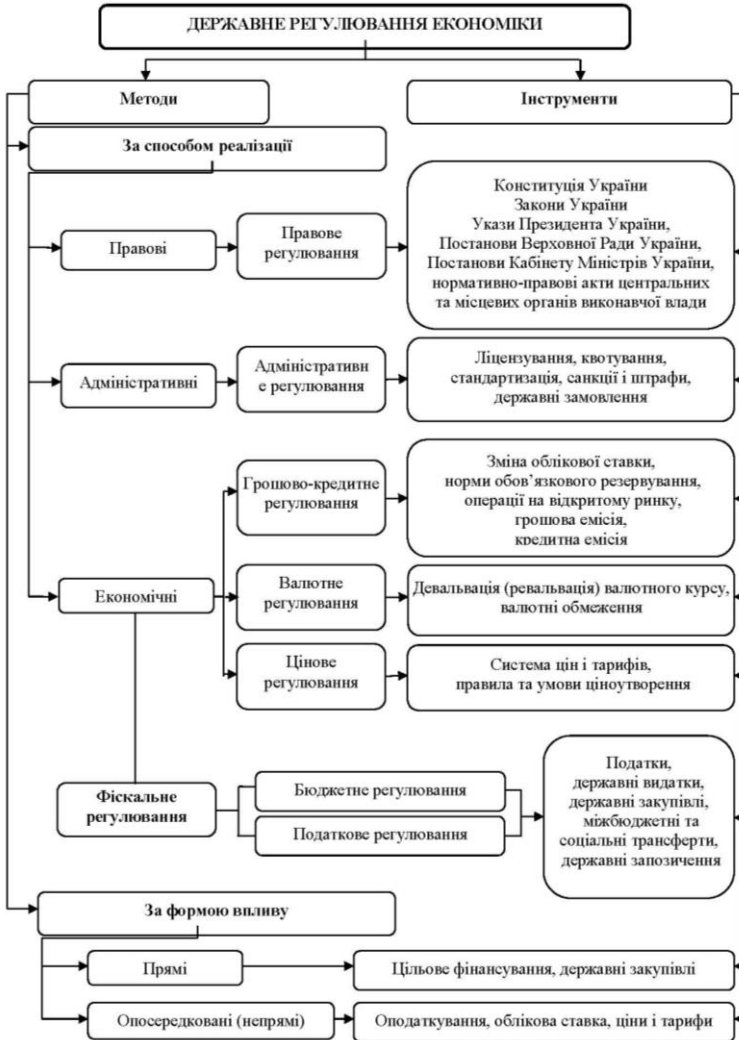 ДЕРЖАВНЕ РЕГУЛЮВАННЯ ЕКОНОМІКИ
Методи
Інструменти
За способом реалізації
Правові
Правове
регулювання
Конституція України
Закони України
Укази Президента України,
Постанови Верховної Ради України,
Постанови Кабінету Міністрів України,
нормативно-правові акти центральних
та місцевих органів виконавчої влади
Адміністративні
Адміністративн
е регулювання
Ліцензування, квотування,
стандартизація, санкції і штрафи,
державні замовлення
Економічні
Грошово-кредитне
регулювання
Зміна облікової ставки,
норми обов’язкового резервування,
операції на відкритому ринку,
грошова емісія,
кредитна емісія
Валютне
регулювання
Девальвація (ревальвація) валютного курсу,
валютні обмеження
Цінове
регулювання
Система цін і тарифів,
правила та умови ціноутворення
Фіскальне
регулювання
Бюджетне регулювання
Податкове регулювання
Податки,
державні видатки,
державні закупівлі,
міжбюджетні та
соціальні трансферти,
державні запозичення
За формою впливу
Прямі
Цільове фінансування, державні закупівлі
Опосередковані (непрямі)
Оподаткування, облікова ставка, ціни і тарифи